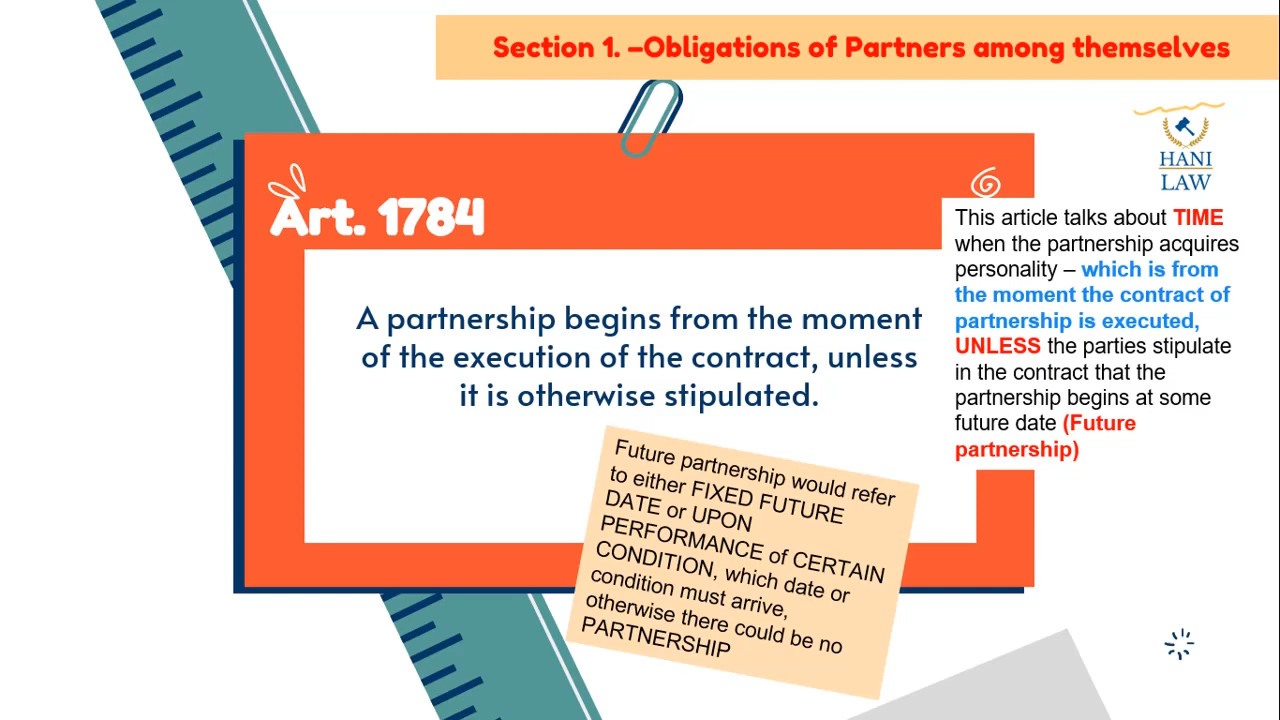 Section 1. –Obligations of Partners among themselves
HANI
LAW
Art. 1784
A partnership begins from the moment
of the execution of the contract, unless
it is otherwise stipulated.
This article talks about TIME
when the partnership acquires
personality – which is from
the moment the contract of
partnership is executed,
UNLESS the parties stipulate
in the contract that the
partnership begins at some
future date (Future
partnership)
Future partnership would refer
to either FIXED FUTURE
DATE or UPON
PERFORMANCE of CERTAIN
CONDITION, which date or
condition must arrive,
otherwise there could be no
PARTNERSHIP